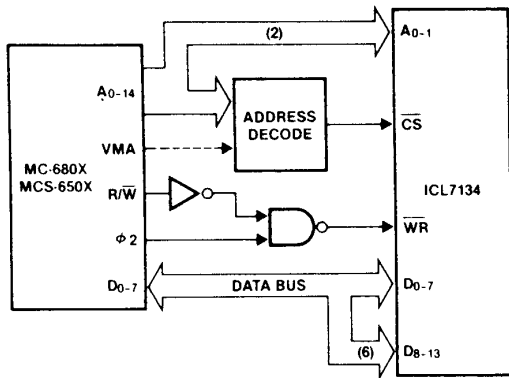 (2)
A0-1
A0-14
ADDRESS
DECODE
CS
VMA
MC-680X
MCS-650X
ICL7134
R/W
WR
φ2
D0-7
DATA BUS
D0-7
(6)
D8-13